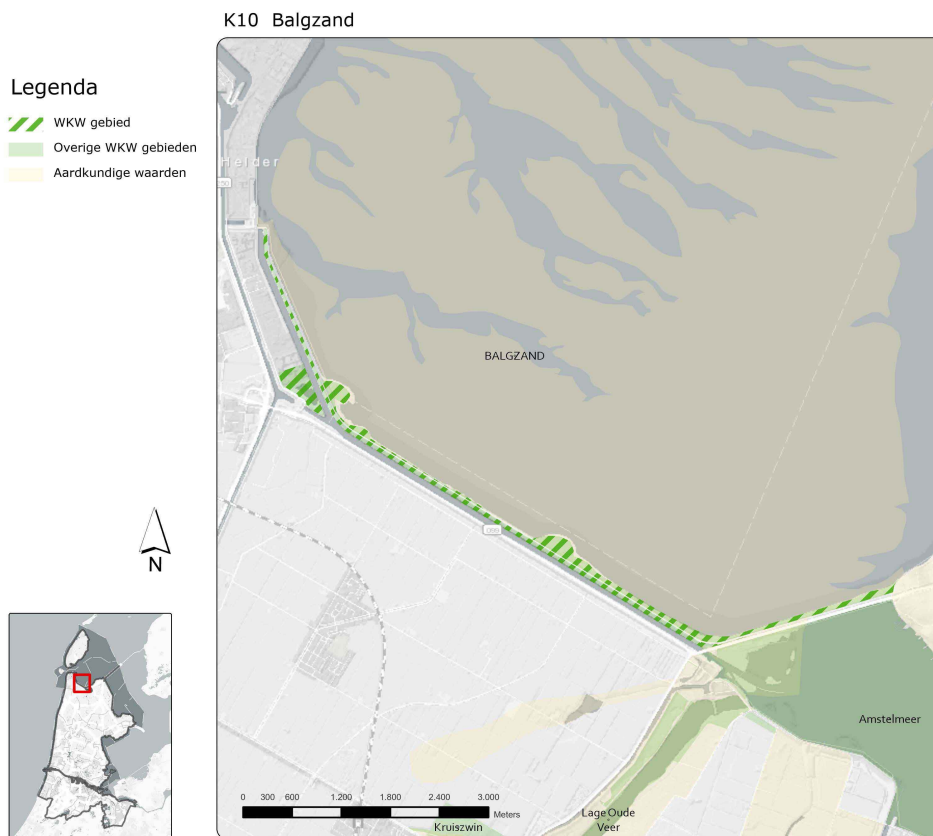 K10 Balgzand
Legenda
WKW gebied
Overige WKW gebieden
Aardkundige waarden
Helder
BALGZAND
N
Amstelmeer
0 300 600 1.200 1.800 2.400 3.000
Meters
Kruiszwin
Lage Oude
Veer